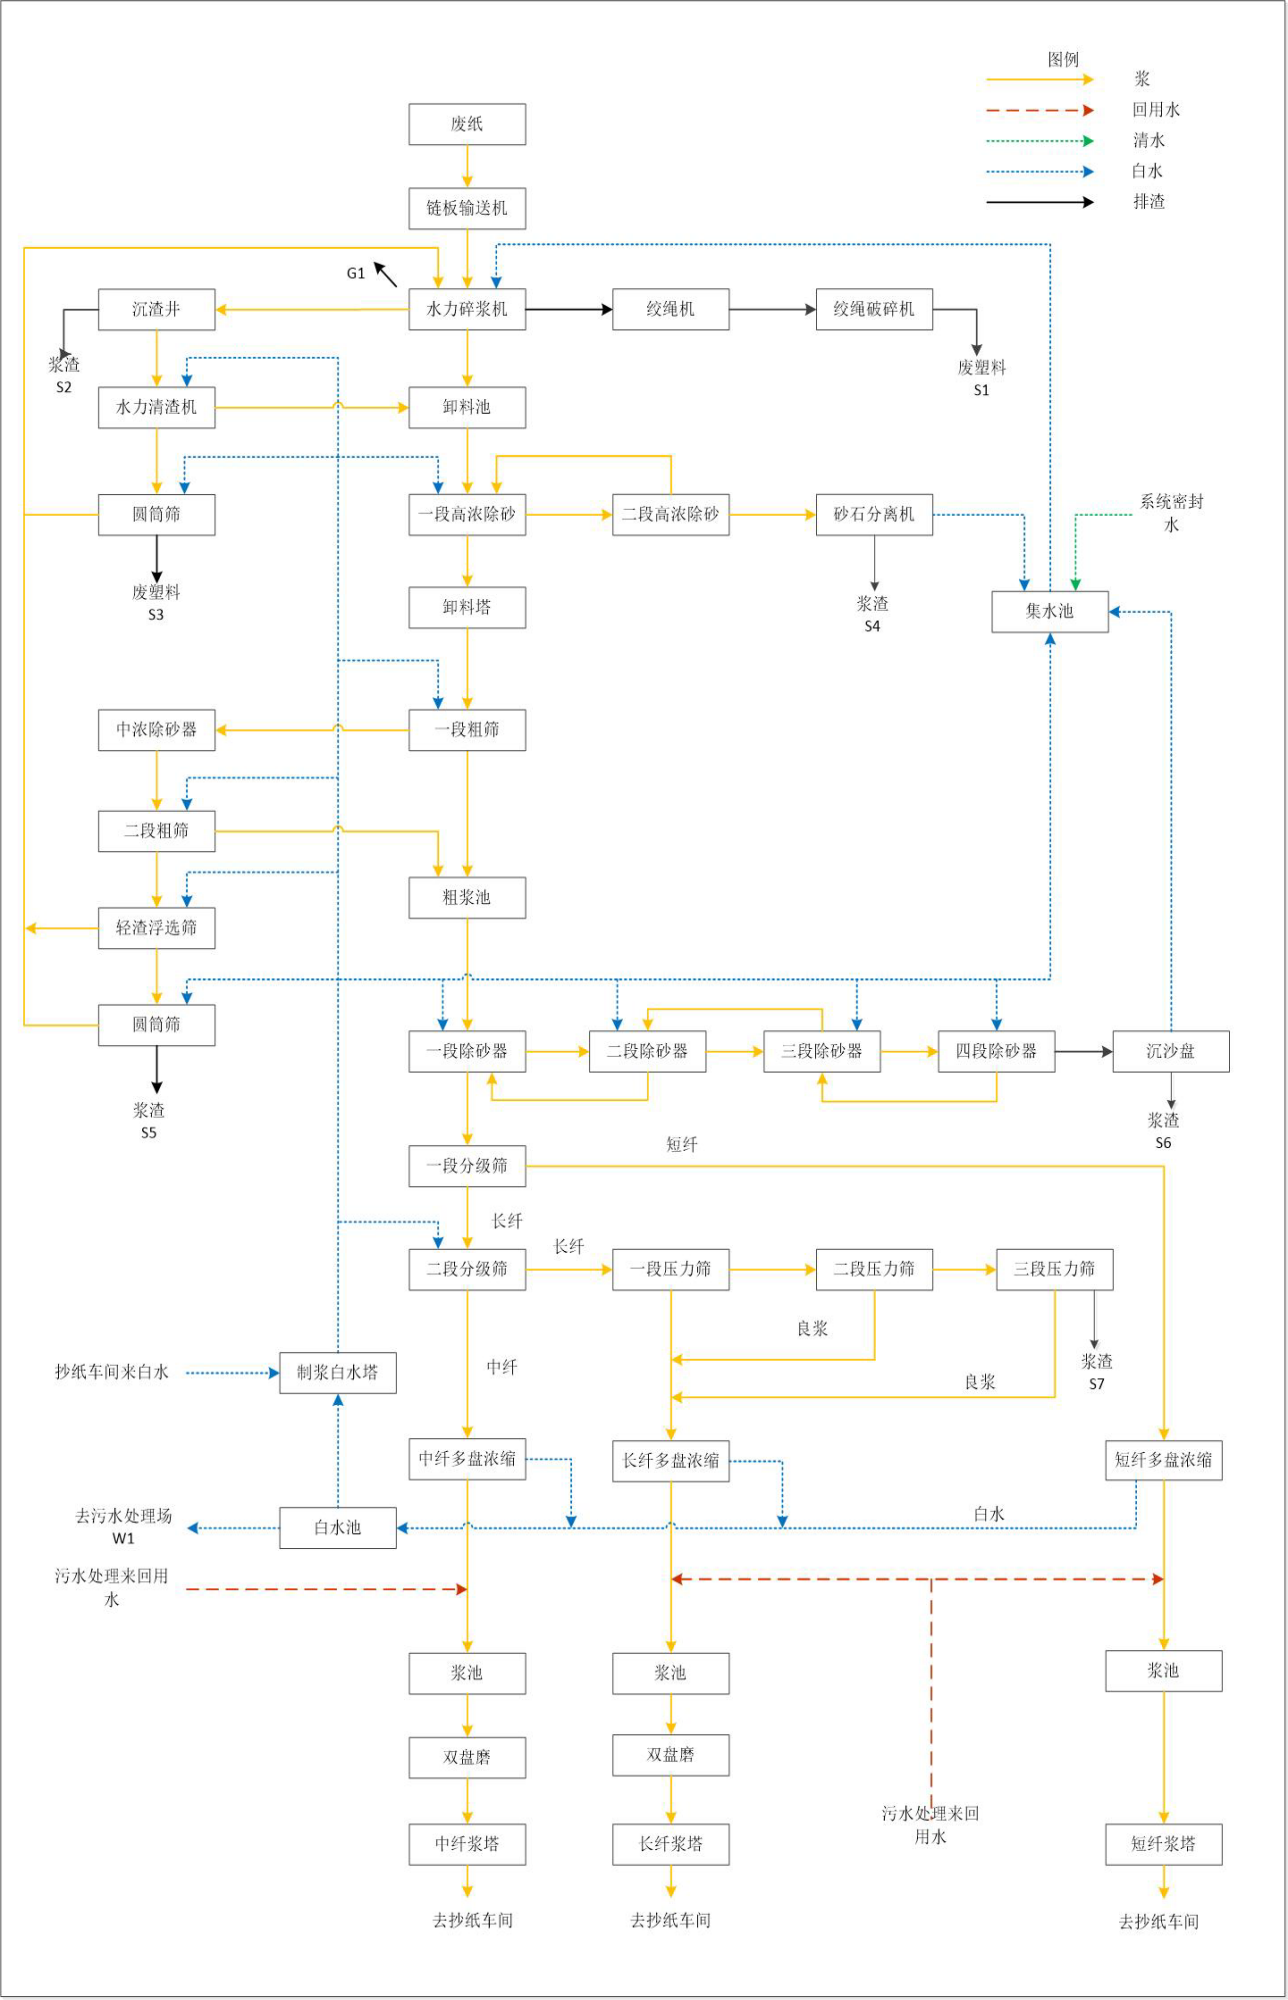 图例
浆
回用水
清水
白水
排渣
废纸
链板输送机
G1
沉渣井
水力碎浆机
绞绳机
绞绳破碎机
浆渣
S2
废塑料
S1
水力清渣机
卸料池
圆筒筛
一段高浓除砂
二段高浓除砂
砂石分离机
系统密封
水
废塑料
S3
卸料塔
浆渣
S4
集水池
中浓除砂器
一段粗筛
二段粗筛
粗浆池
轻渣浮选筛
圆筒筛
一段除砂器
二段除砂器
三段除砂器
四段除砂器
沉沙盘
浆渣
S5
浆渣
S6
短纤
一段分级筛
长纤
长纤
二段分级筛
一段压力筛
二段压力筛
三段压力筛
良浆
抄纸车间来白水
制浆白水塔
中纤
良浆
浆渣
S7
中纤多盘浓缩
长纤多盘浓缩
短纤多盘浓缩
去污水处理场
W1
白水池
白水
污水处理来回用
水
浆池
浆池
浆池
双盘磨
双盘磨
污水处理来回
用水
中纤浆塔
长纤浆塔
短纤浆塔
去抄纸车间
去抄纸车间
去抄纸车间